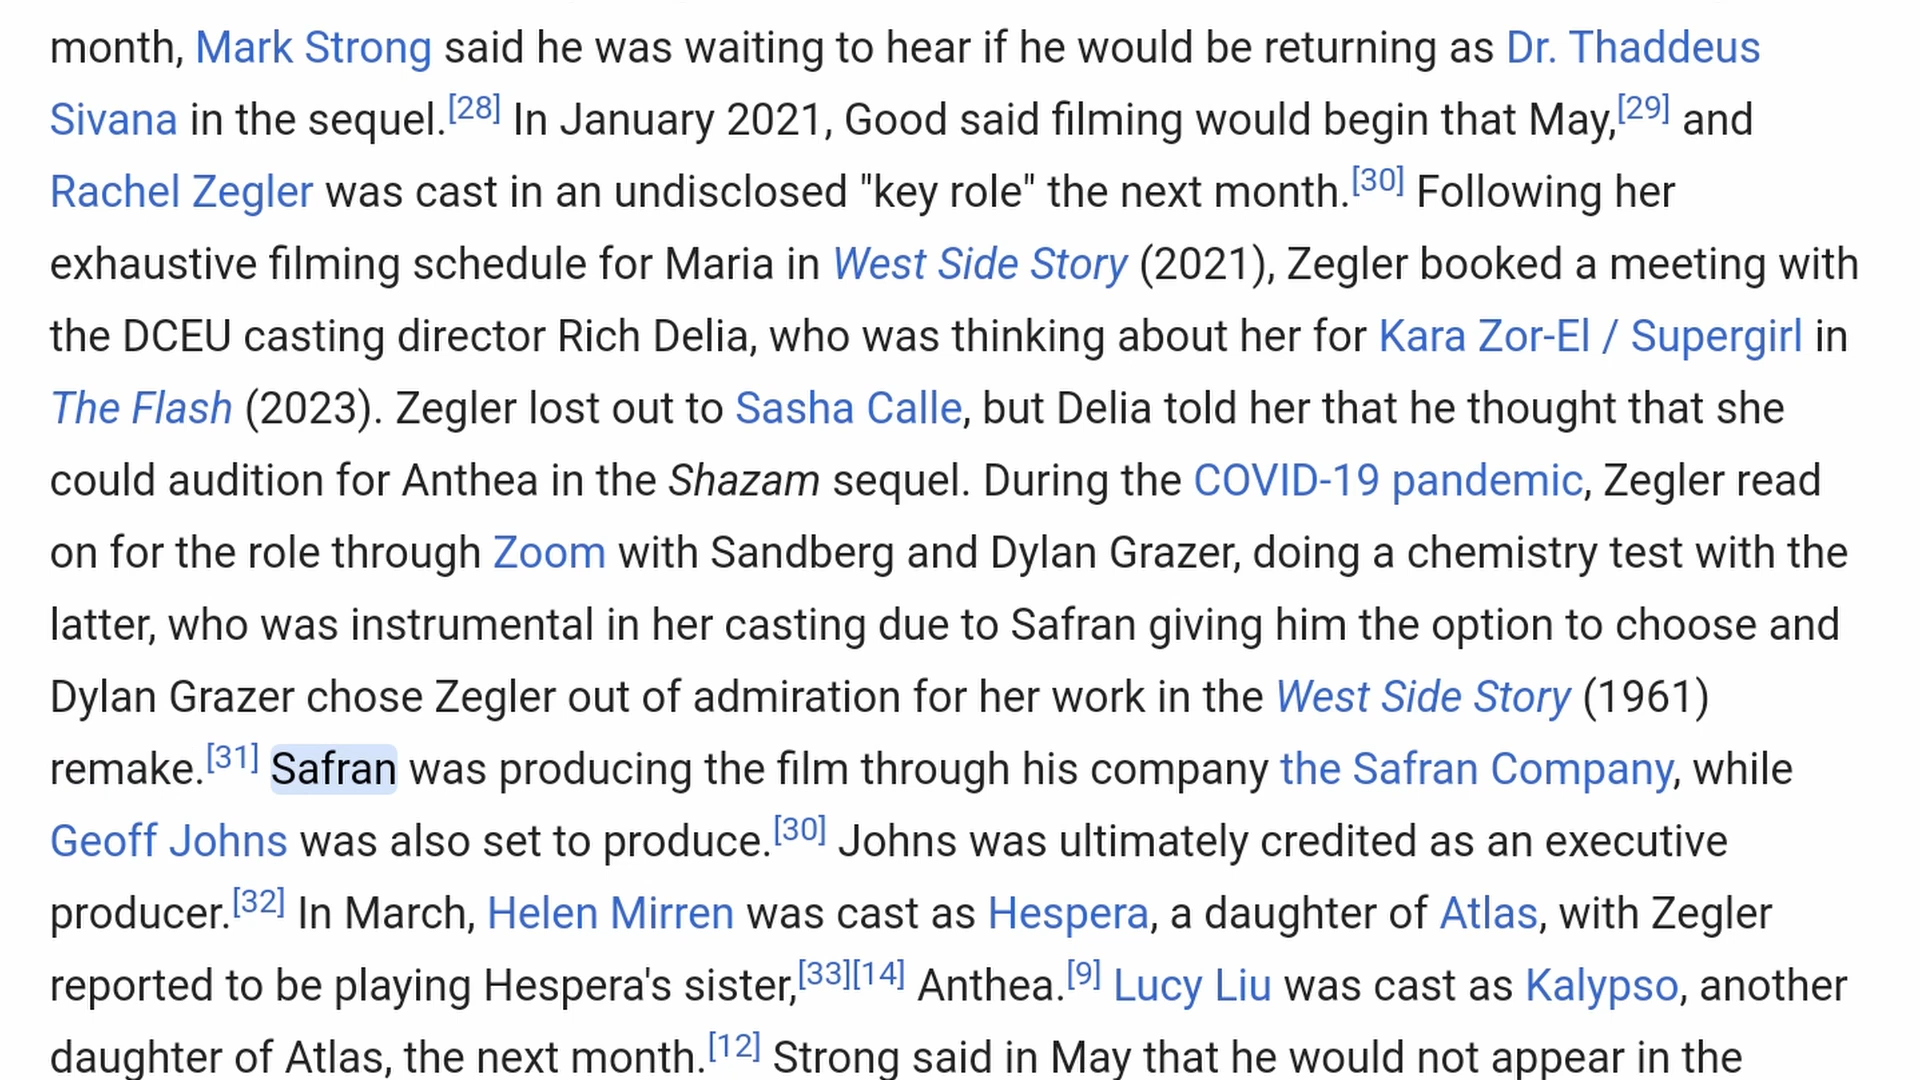 month, Mark Strong said he was waiting to hear if he would be returning as Dr. Thaddeus
Sivana in the sequel.[28] In January 2021, Good said filming would begin that May,[29] and
Rachel Zegler was cast in an undisclosed "key role" the next month.[30] Following her
exhaustive filming schedule for Maria in West Side Story (2021), Zegler booked a meeting with
the DCEU casting director Rich Delia, who was thinking about her for Kara Zor-El / Supergirl in
The Flash (2023). Zegler lost out to Sasha Calle, but Delia told her that he thought that she
could audition for Anthea in the Shazam sequel. During the COVID-19 pandemic, Zegler read
on for the role through Zoom with Sandberg and Dylan Grazer, doing a chemistry test with the
latter, who was instrumental in her casting due to Safran giving him the option to choose and
Dylan Grazer chose Zegler out of admiration for her work in the West Side Story (1961)
remake.[31] Safran was producing the film through his company the Safran Company, while
Geoff Johns was also set to produce.[30] Johns was ultimately credited as an executive
producer.[32] In March, Helen Mirren was cast as Hespera, a daughter of Atlas, with Zegler
reported to be playing Hespera's sister,[33][14] Anthea.[9] Lucy Liu was cast as Kalypso, another
daughter of Atlas, the next month.[12] Strong said in May that he would not appear in the